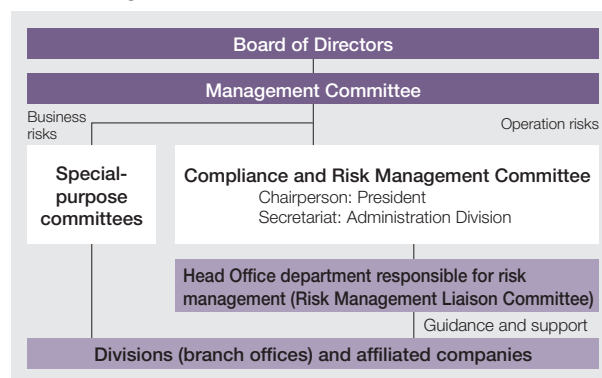 Board of Directors
Management Committee
Business
risks
Operation risks
Special-
purpose
committees
Compliance and Risk Management Committee
Chairperson: President
Secretariat: Administration Division
Head Office department responsible for risk
management (Risk Management Liaison Committee)
Guidance and support
Divisions (branch offices) and affiliated companies